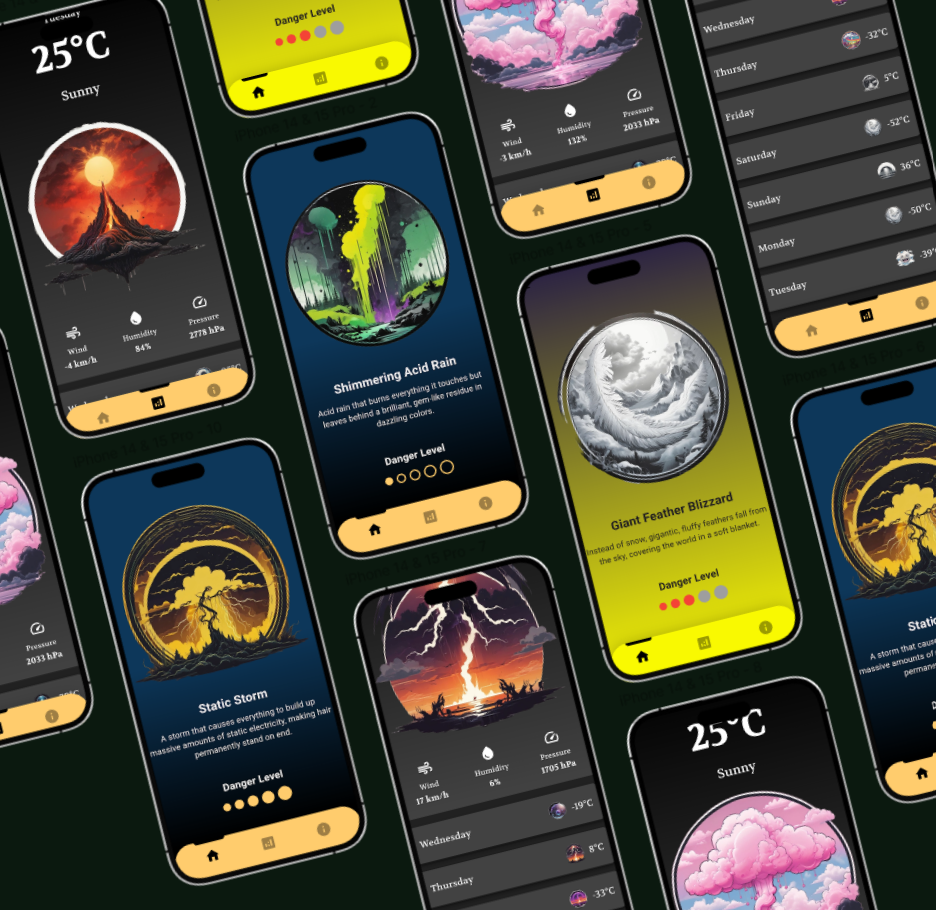 Tuesday
25°C
Sunny
Wind
-4 km/h
Humidity
84%
Pressure
2778 hPa
Danger Level
iPhone 14 & 15 Pro - 2
Shimmering Acid Rain
Acid rain that burns everything it touches but
leaves behind a brilliant, gem-like residue in
dazzling colors.
Danger Level
Wind
-3 km/h
Humidity
132%
Pressure
2033 hPa
Wednesday
Thursday
-32°C
Friday
5°C
Saturday
-52°C
Sunday
36°C
Monday
-50°C
Tuesday
-39°
Pressure
2033 hPa
iPhone 14 & 15 Pro - 10
Static Storm
A storm that causes everything to build up
massive amounts of static electricity, making hair
permanently stand on end.
Danger Level
iPhone 14 & 15 Pro - 7
Wind
17 km/h
Humidity
6%
Pressure
1705 hPa
Wednesday
-19°C
Thursday
8°C
-33°C
iPhone 14 & 15 Pro - 5
Giant Feather Blizzard
Instead of snow, gigantic, fluffy feathers fall from
the sky, covering the world in a soft blanket.
Danger Level
iPhone 14 & 15 Pro - 8
25°C
Sunny
iPhone 14 & 15 Pro - 6
Static
A storm that cause
massive amounts of
permane
D